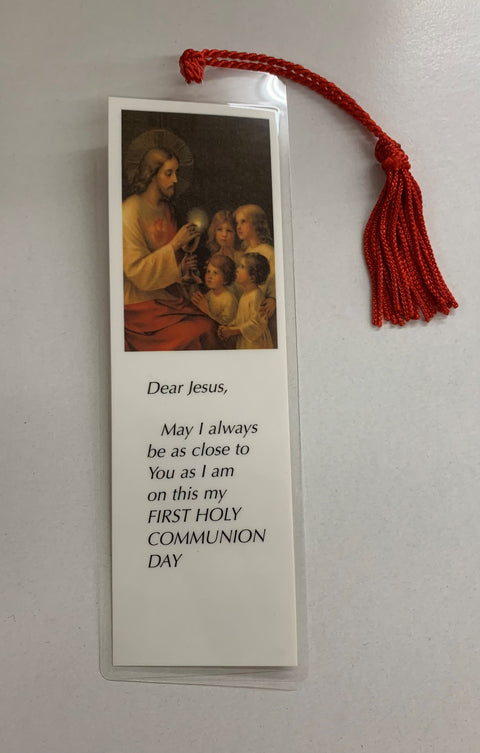 Dear Jesus,
May I always
be as close to
You as I am
on this my
FIRST HOLY
COMMUNION
DAY